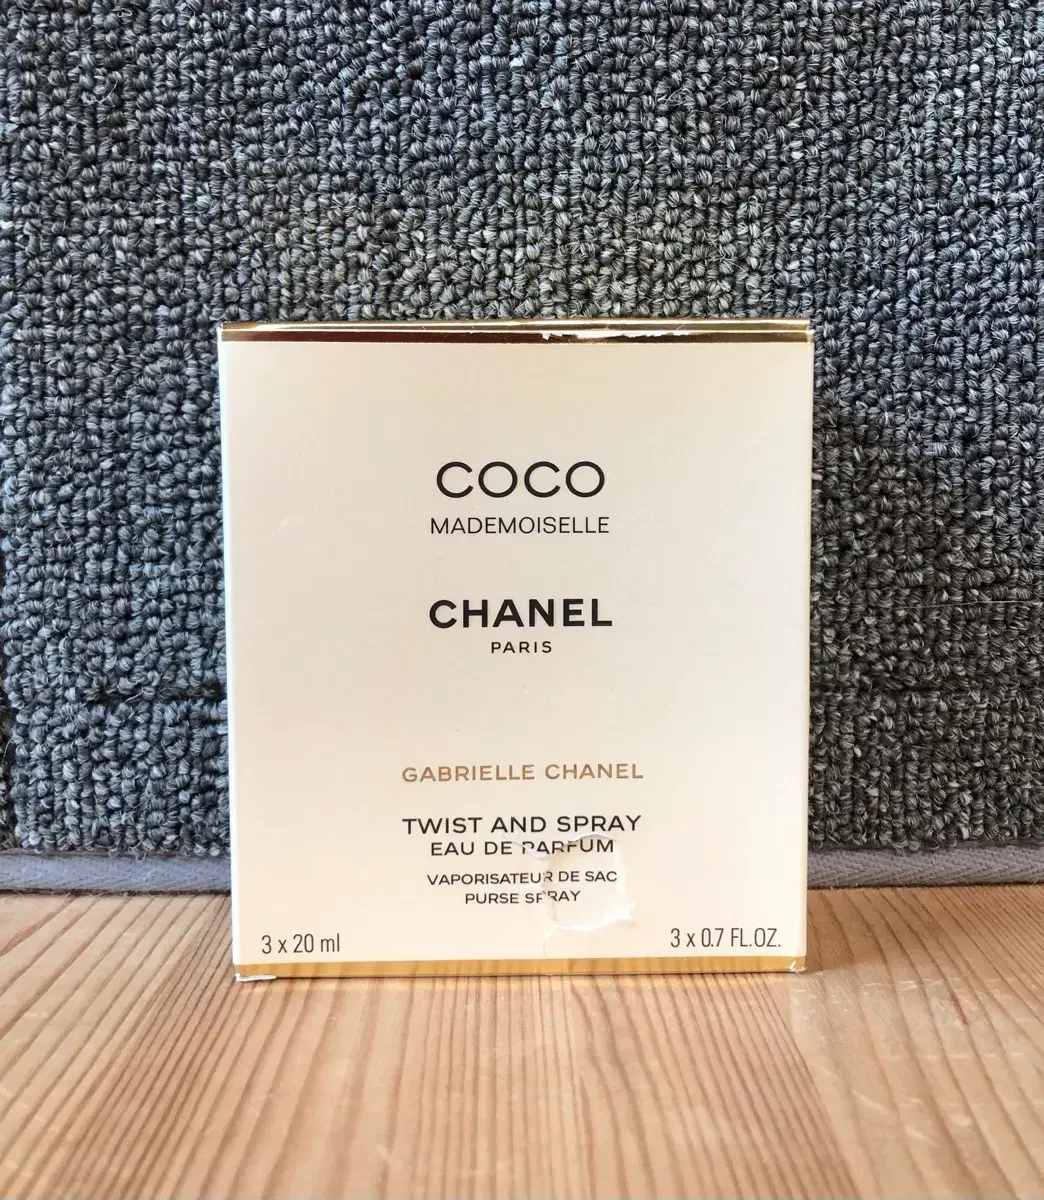 COCO
MADEMOISELLE
CHANEL
PARIS
GABRIELLE CHANEL
TWIST AND SPRAY
EAU DE PARFUM
VAPORISATEUR DE SAC
PURSE SPRAY
3 x 20 ml
3 x 0.7 FL.OZ.